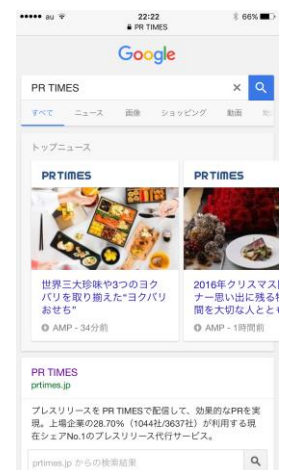 au 22:22 66%
PR TIMES
Google
PR TIMES
すべて ニュース 画像 ショッピング 動画
トップニュース
PR TIMES
PR TIMES
世界三大珍味や3つのヨク
バリを取り揃えた“ヨクバリ
おせち”
AMP - 34分前
2016年クリスマス
ナー思い出に残る
間を大切な人とと
AMP - 1時間前
PR TIMES
prtimes.jp
プレスリリースを PR TIMESで配信して、効果的なPRを実
現。上場企業の28.70%（1044社/3637社）が利用する現
在シェアNo.1のプレスリリース代行サービス。
prtimes.jp からの検索結果